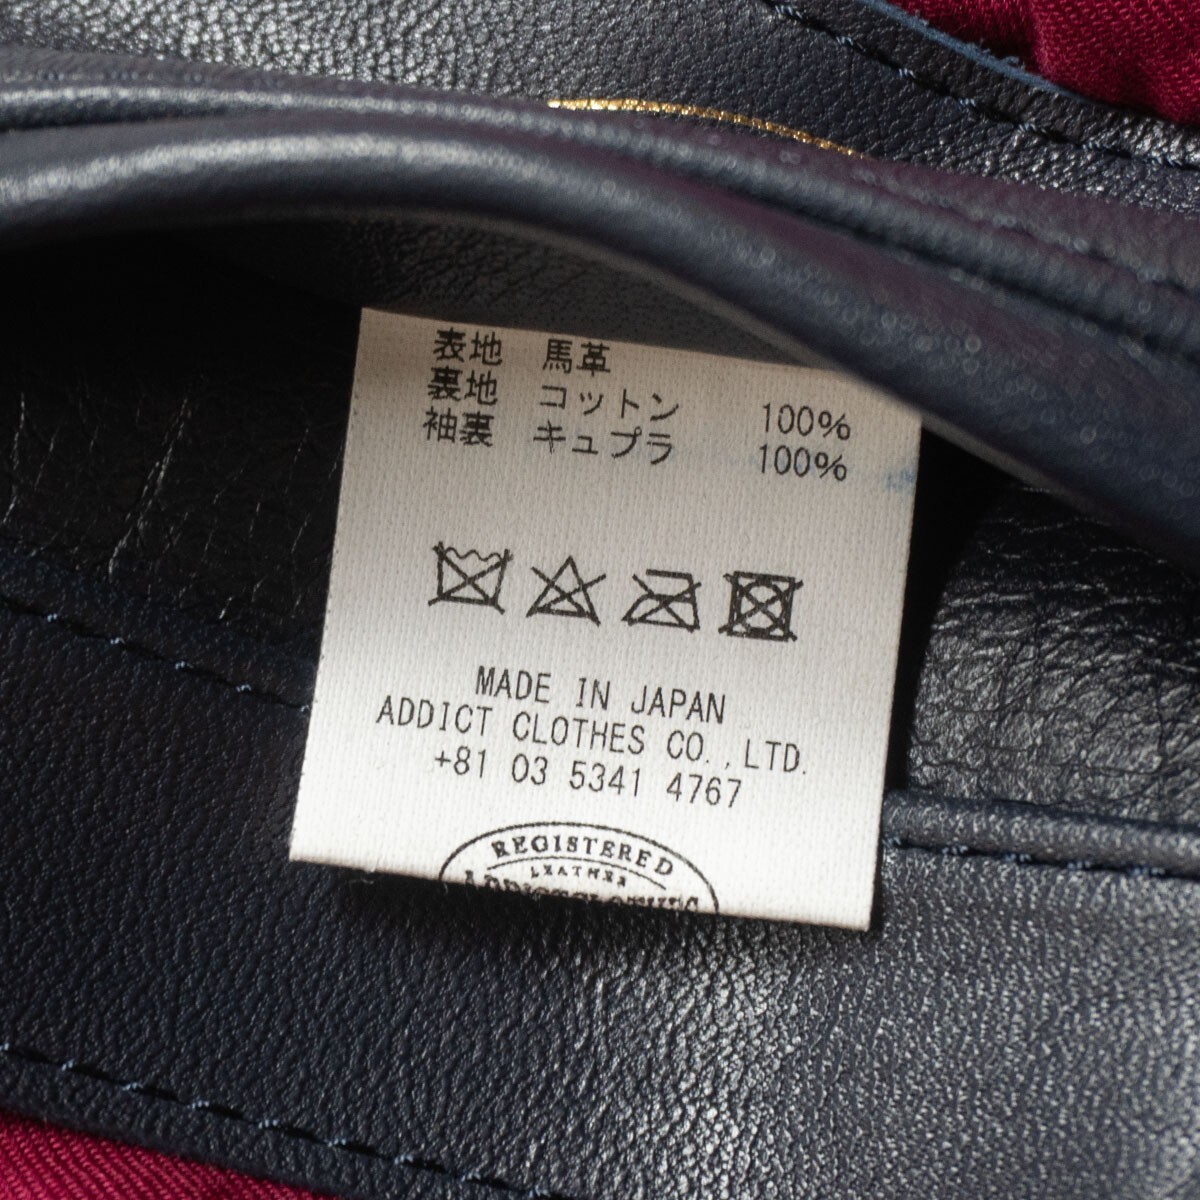 表地 馬革
裏地 コットン 100%
袖裏 キュプラ 100%
MADE IN JAPAN
ADDICT CLOTHES CO.,LTD.
+81 03 5341 4767
REGISTERED
LEATHER